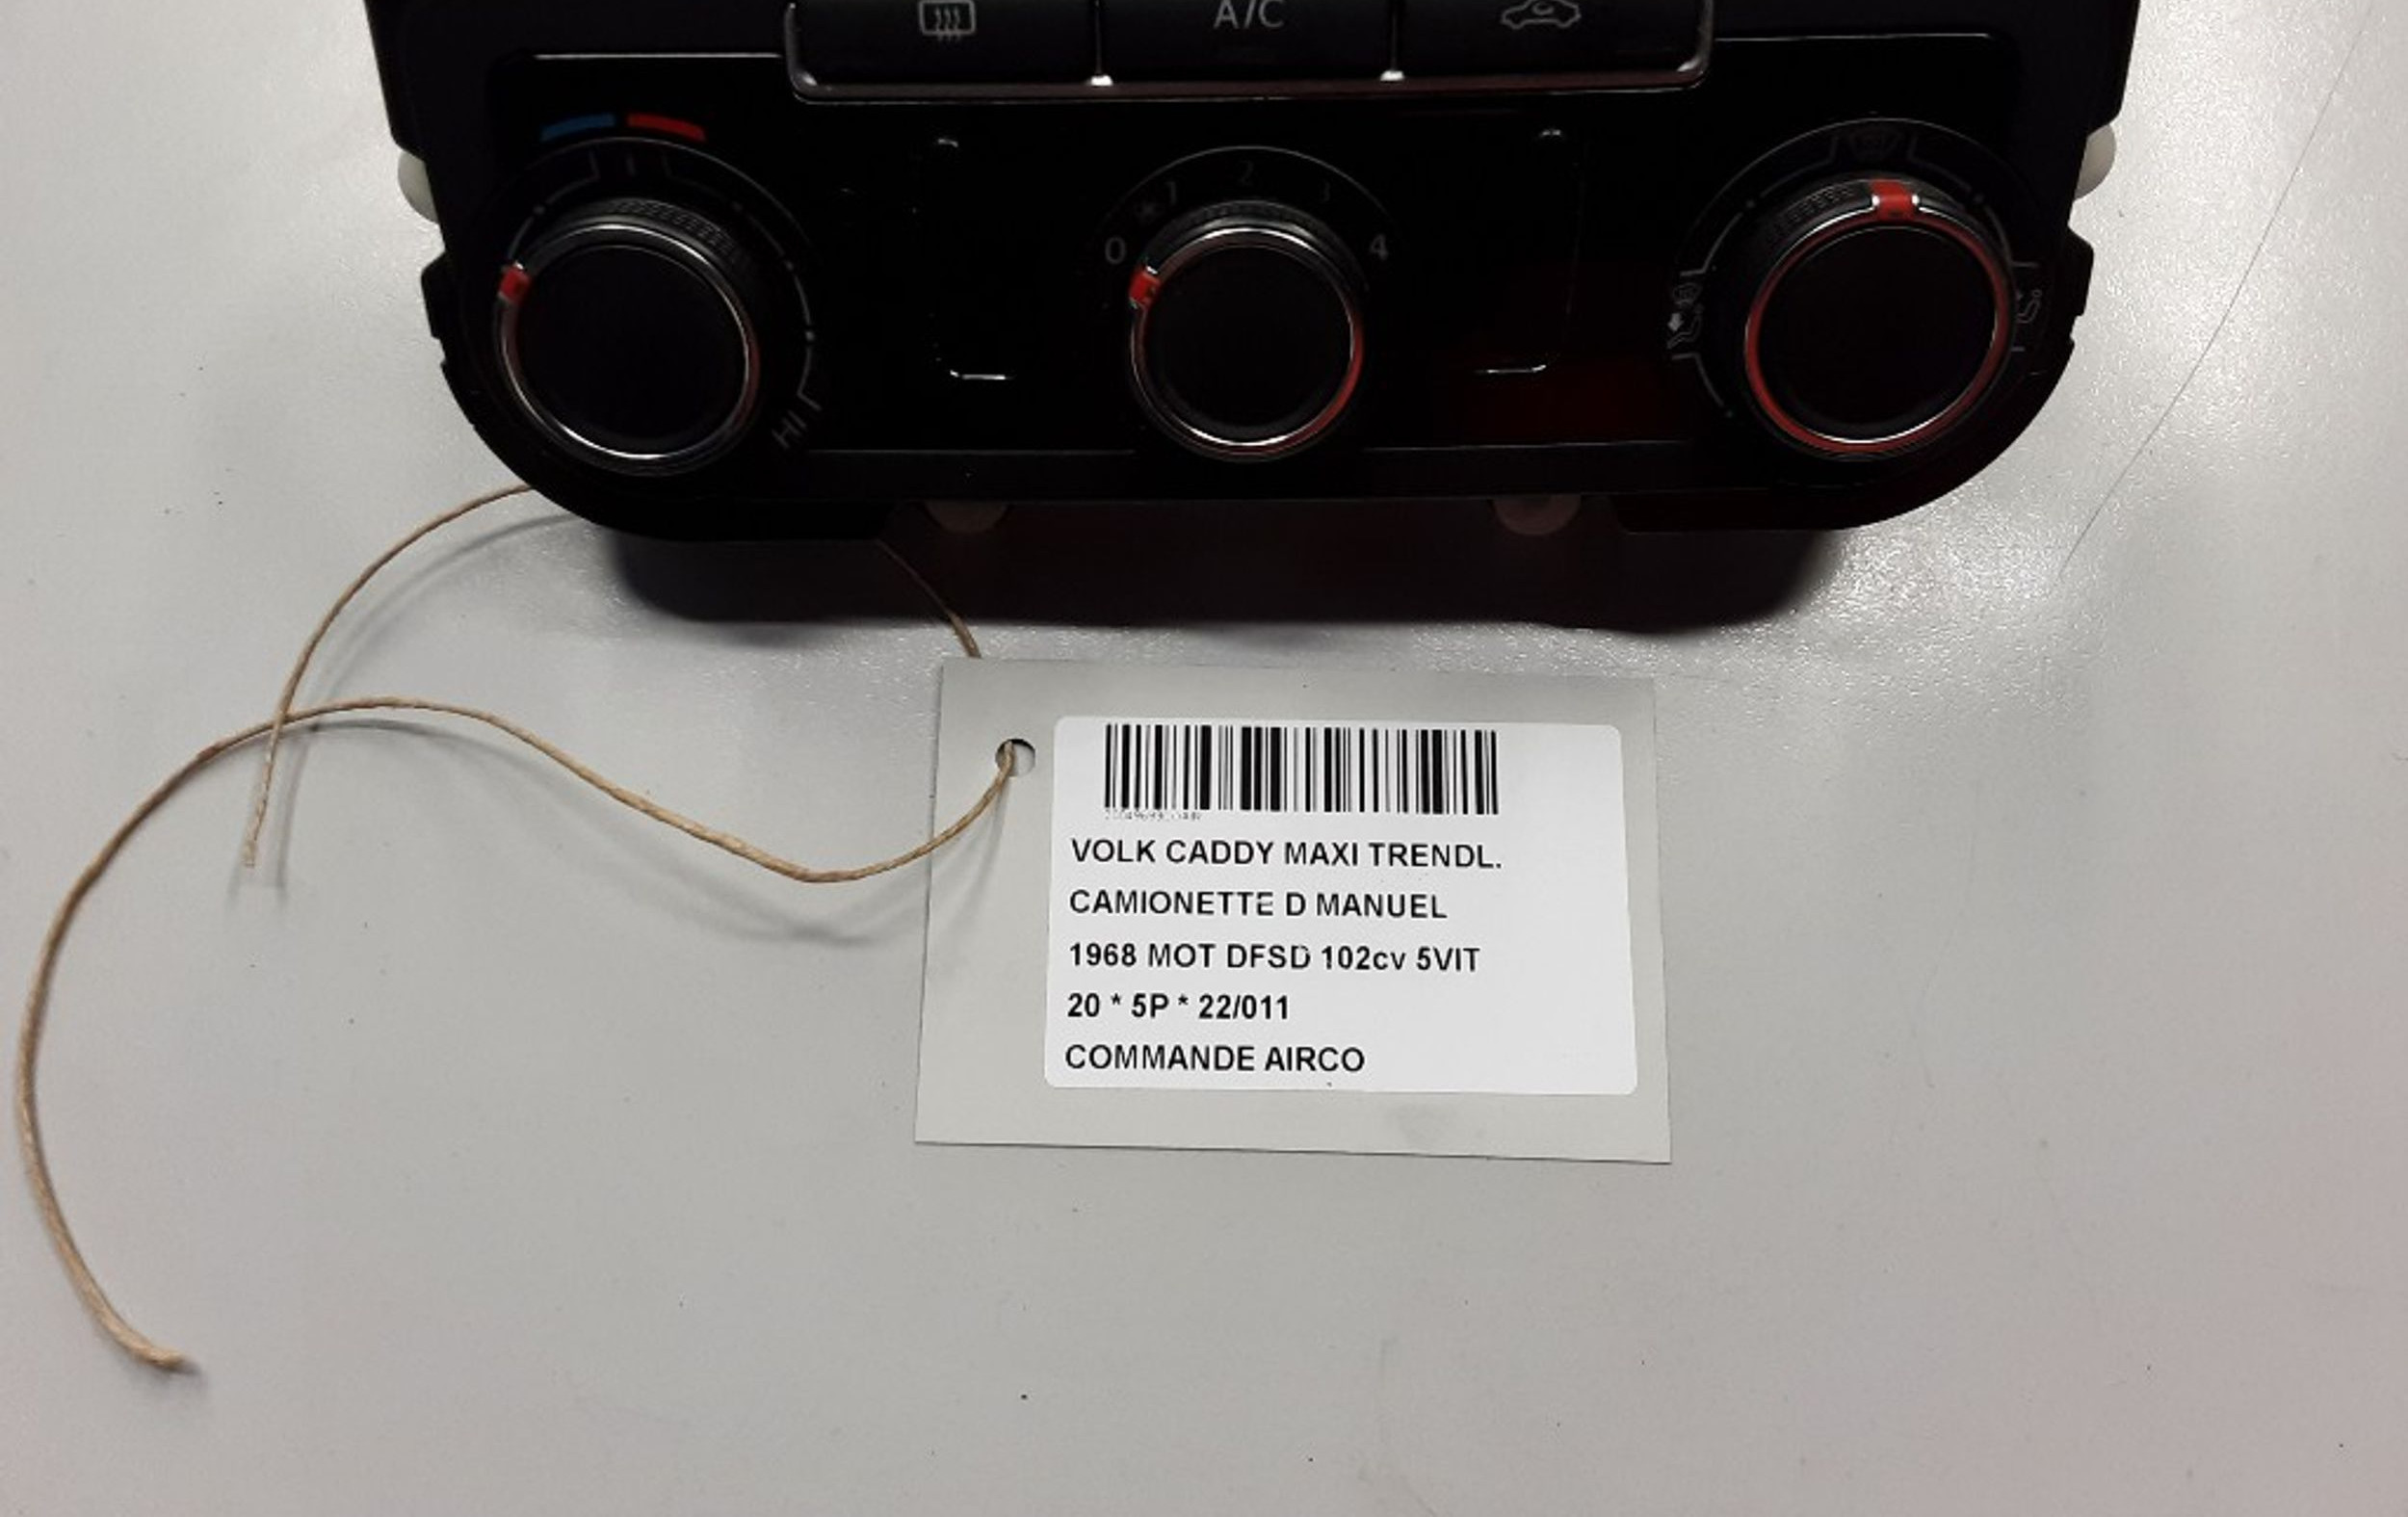 A/C
1 2 3
0 4
HI
VOLK CADDY MAXI TRENDL.
CAMIONETTE D MANUEL
1968 MOT DFSD 102cv 5VIT
20 * 5P * 22/011
COMMANDE AIRCO